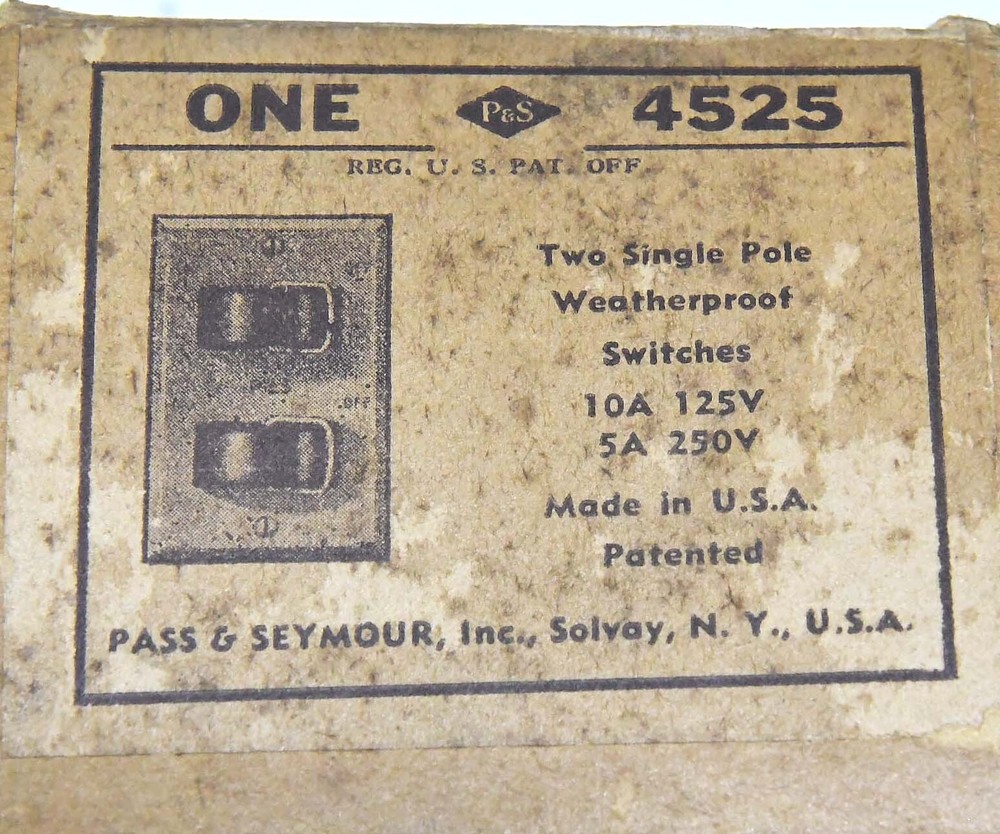 ONE P&S 4525
REG. U. S. PAT. OFF.
OFF
Two Single Pole
Weatherproof
Switches
10A 125V
5A 250V
Made in U.S.A.
Patented
PASS & SEYMOUR, Inc., Solvay, N. Y., U.S.A.